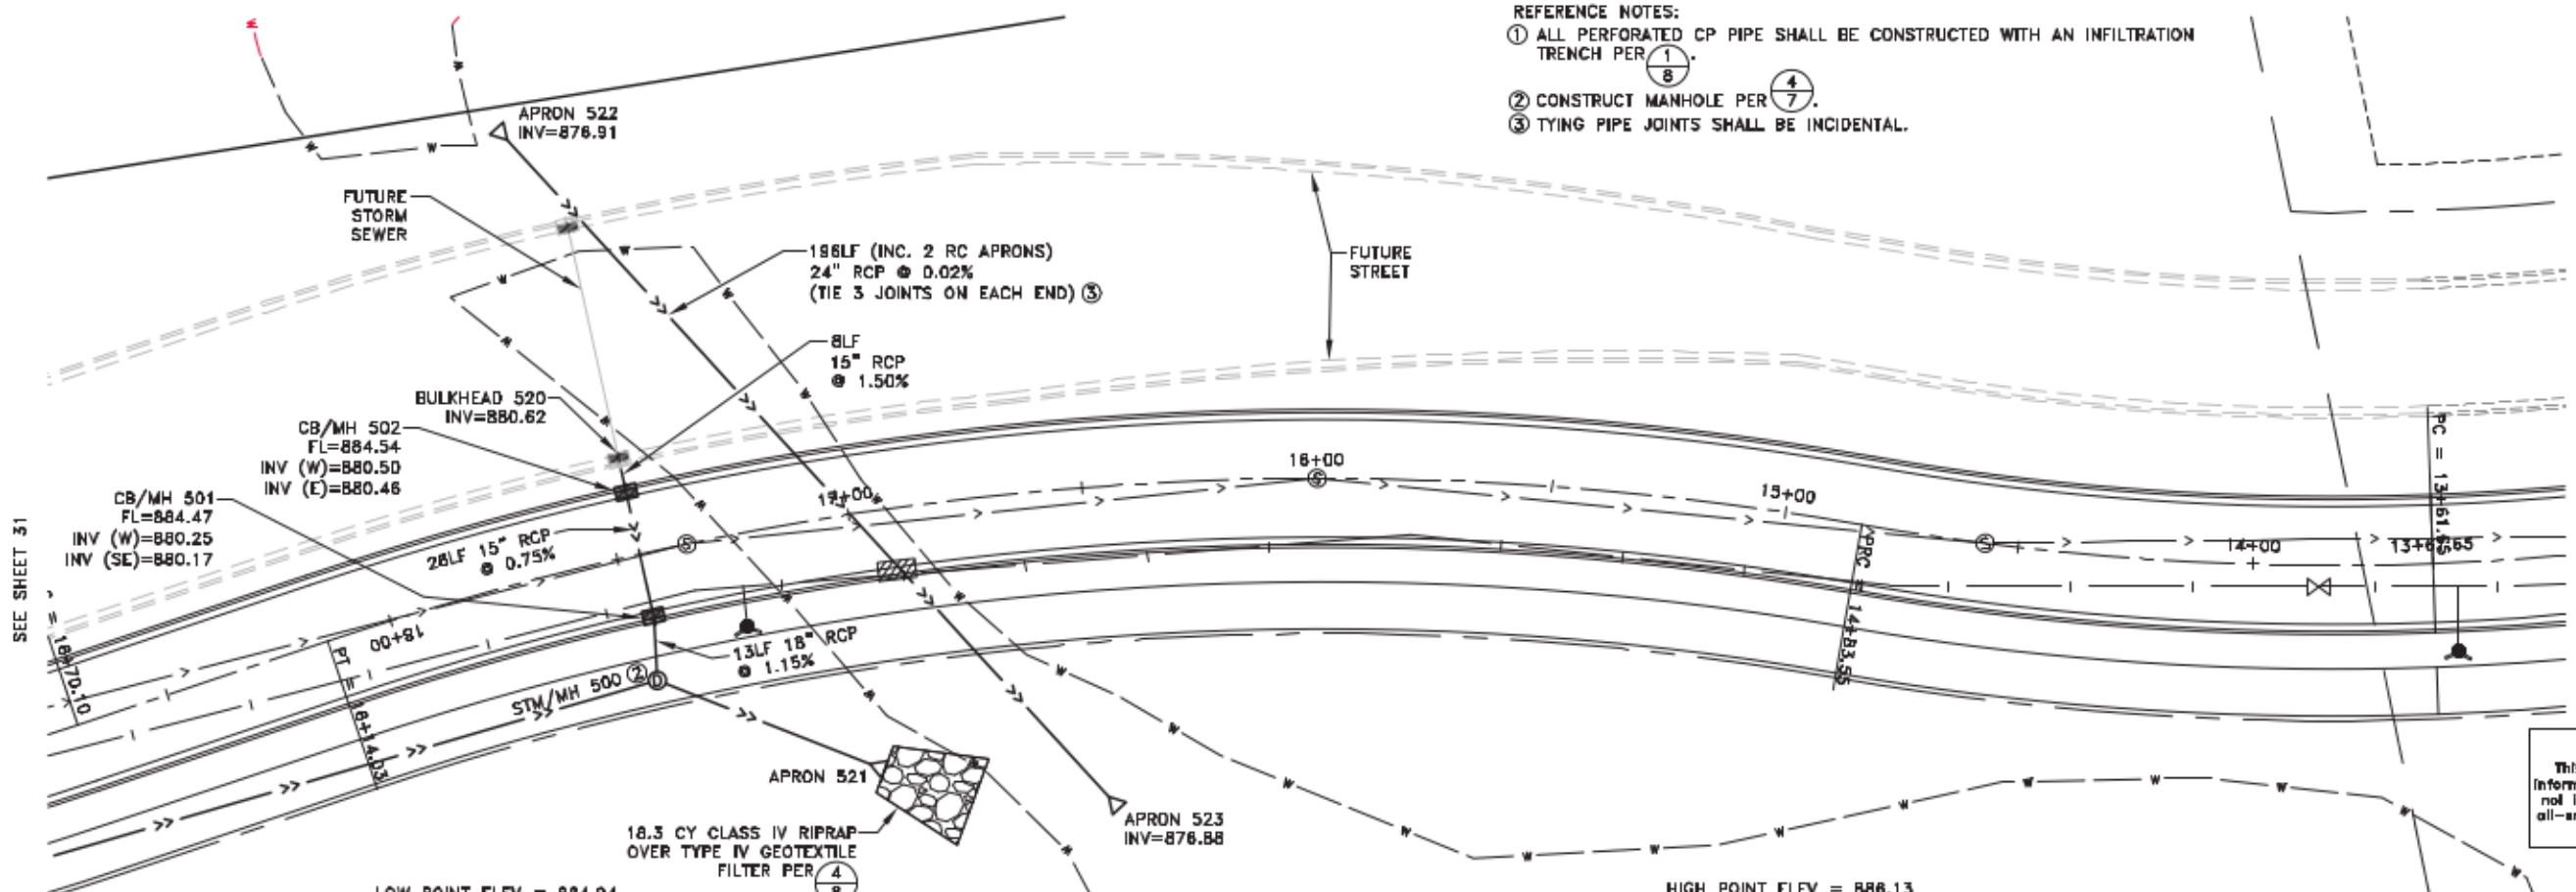 REFERENCE NOTES:
① ALL PERFORATED CP PIPE SHALL BE CONSTRUCTED WITH AN INFILTRATION
TRENCH PER 1/8.
② CONSTRUCT MANHOLE PER 4/7.
③ TYING PIPE JOINTS SHALL BE INCIDENTAL.
APRON 522
INV=876.91
FUTURE
STORM
SEWER
196LF (INC. 2 RC APRONS)
24" RCP @ 0.02%
(TIE 3 JOINTS ON EACH END) ③
FUTURE
STREET
8LF
15" RCP
@ 1.50%
BULKHEAD 520
INV=880.62
CB/MH 502
FL=884.54
INV (W)=880.50
INV (E)=880.46
CB/MH 501
FL=884.47
INV (W)=880.25
INV (SE)=880.17
SEE SHEET 31
28LF 15" RCP
@ 0.75%
17+00
16+00
15+00
14+00
13+61.65
PC = 13+61.65
PRC = 14+83.55
18+00
PT = 18+14.03
18+70.10
13LF 18" RCP
@ 1.15%
STM/MH 500 ②
D
APRON 521
APRON 523
INV=876.88
18.3 CY CLASS IV RIPRAP
OVER TYPE IV GEOTEXTILE
FILTER PER 4/8
LOW POINT ELEV = 884.94
HIGH POINT ELEV = 886.13